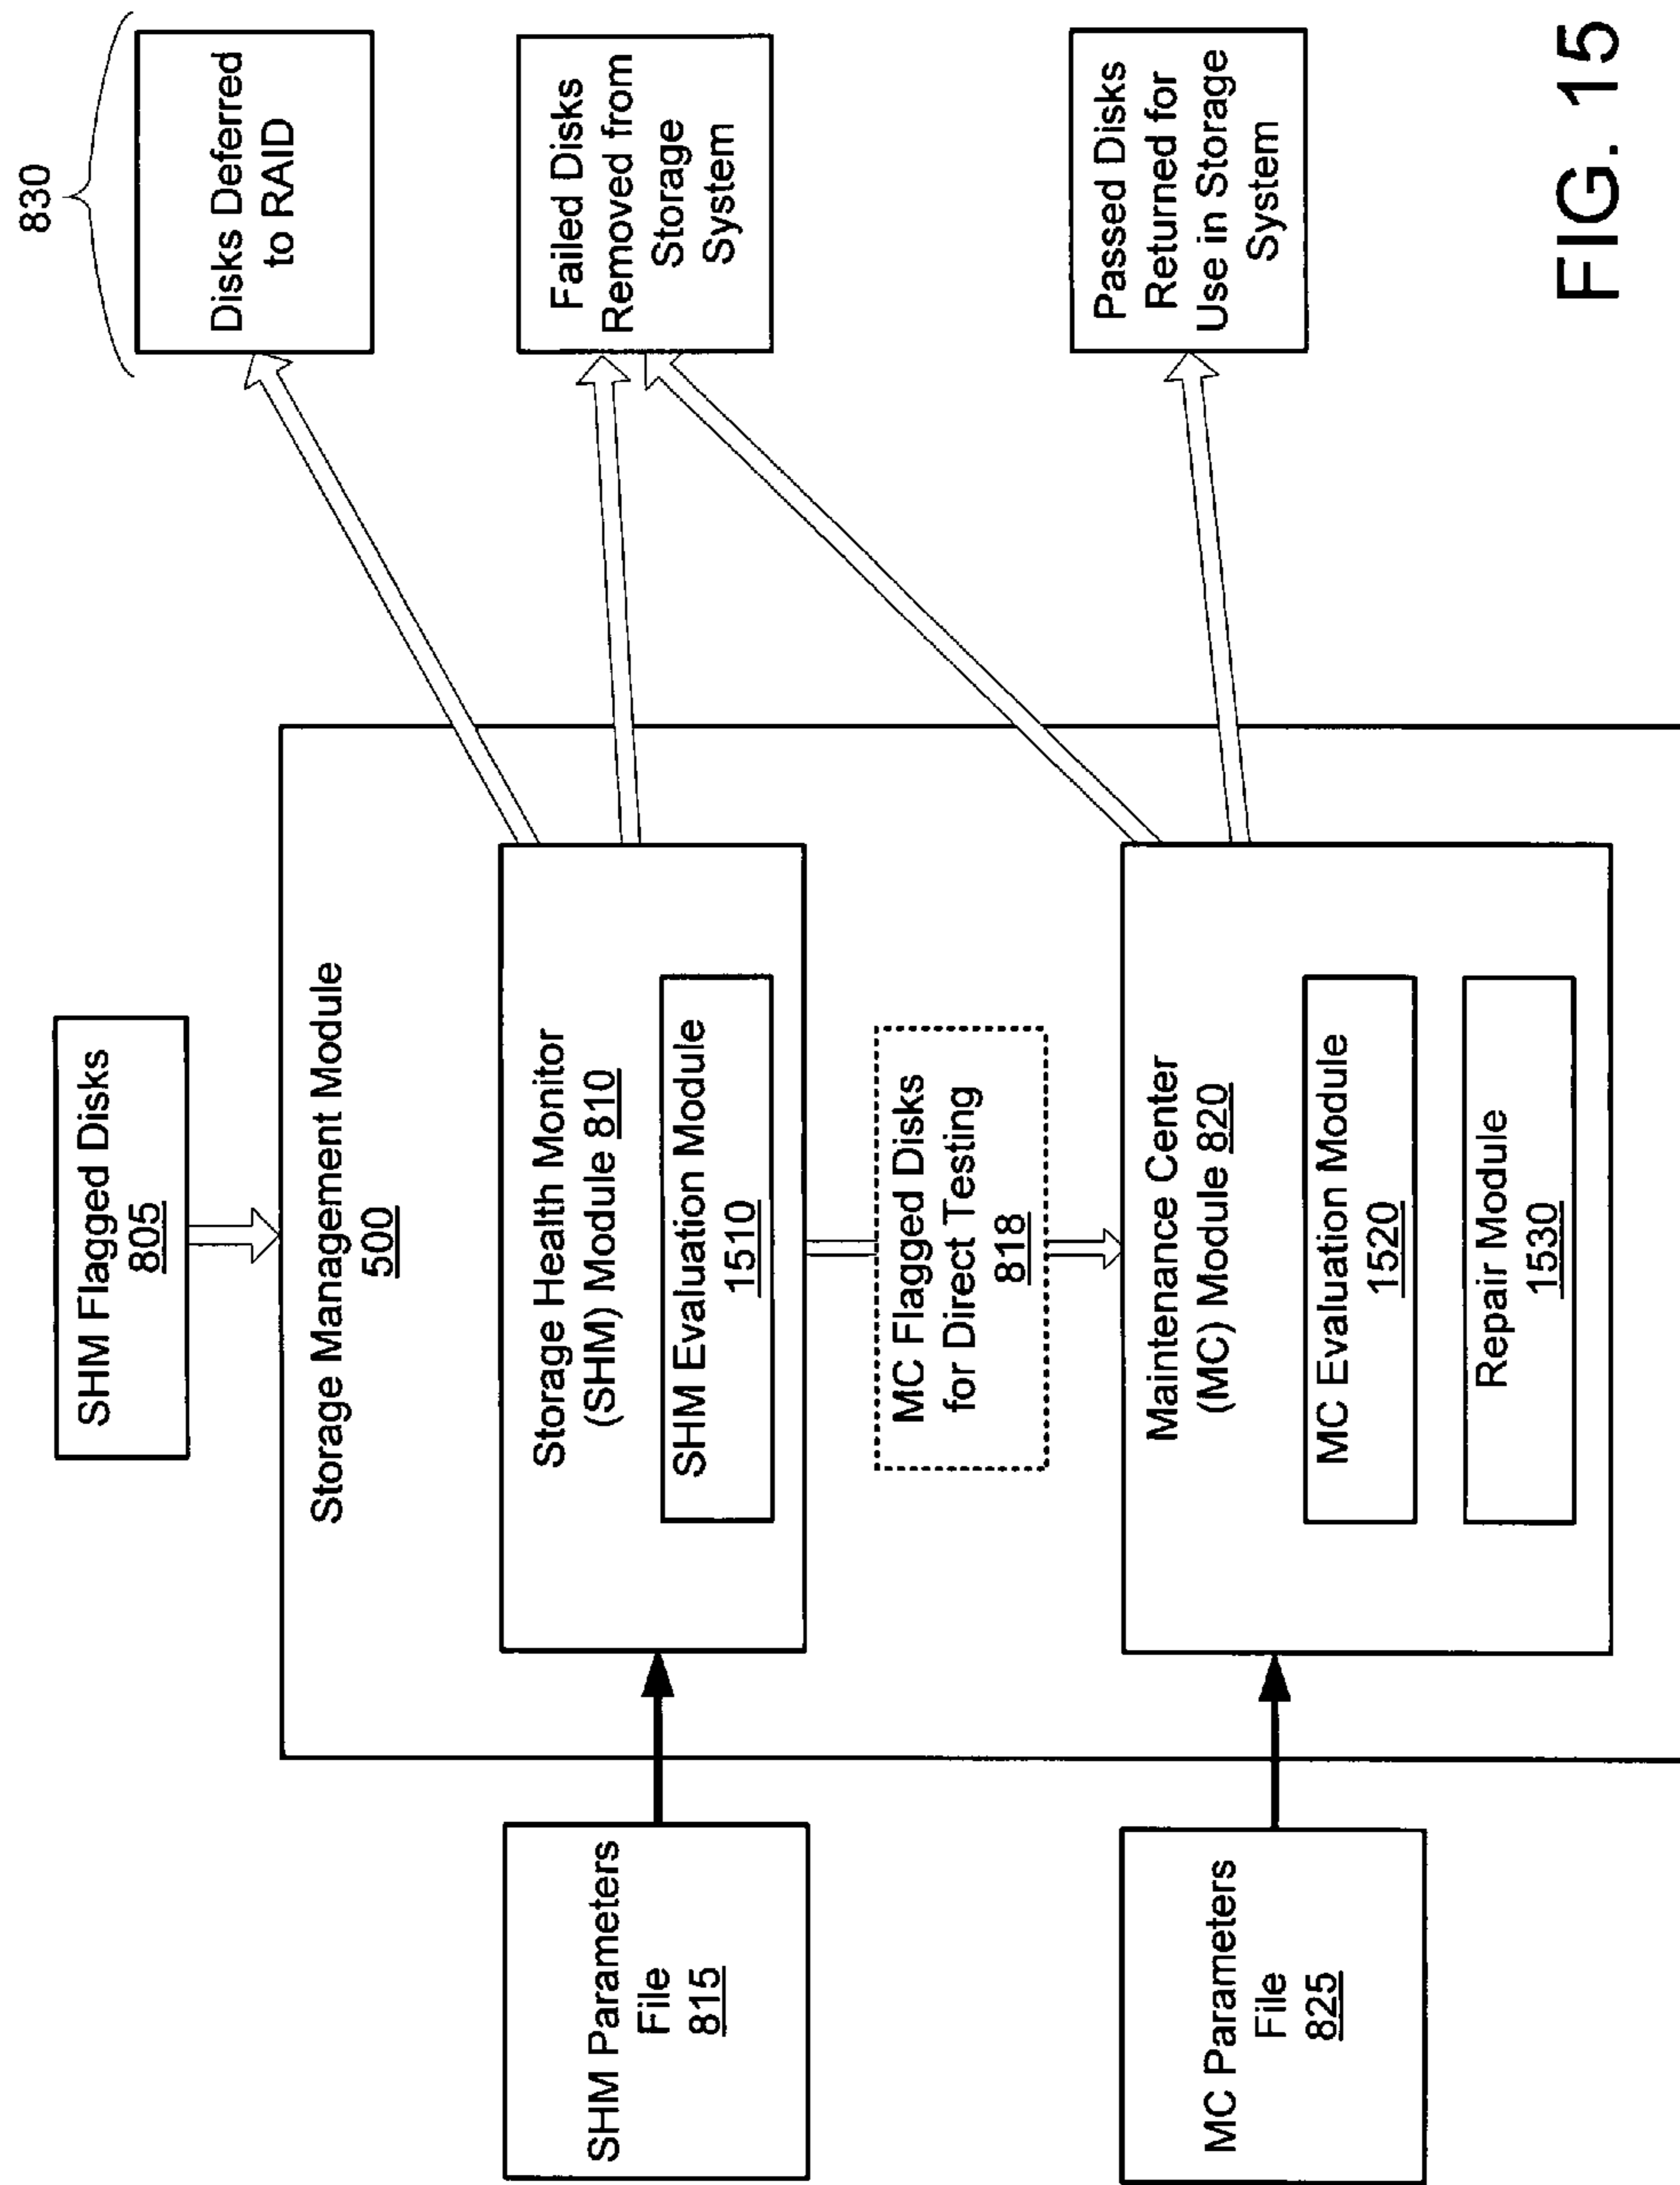 830
SHM Flagged Disks
805
Disks Deferred
to RAID
Storage Management Module
500
SHM Parameters
File
815
Storage Health Monitor
(SHM) Module 810
SHM Evaluation Module
1510
Failed Disks
Removed from
Storage
System
MC Flagged Disks
for Direct Testing
818
MC Parameters
File
825
Maintenance Center
(MC) Module 820
MC Evaluation Module
1520
Repair Module
1530
Passed Disks
Returned for
Use in Storage
System
FIG. 15